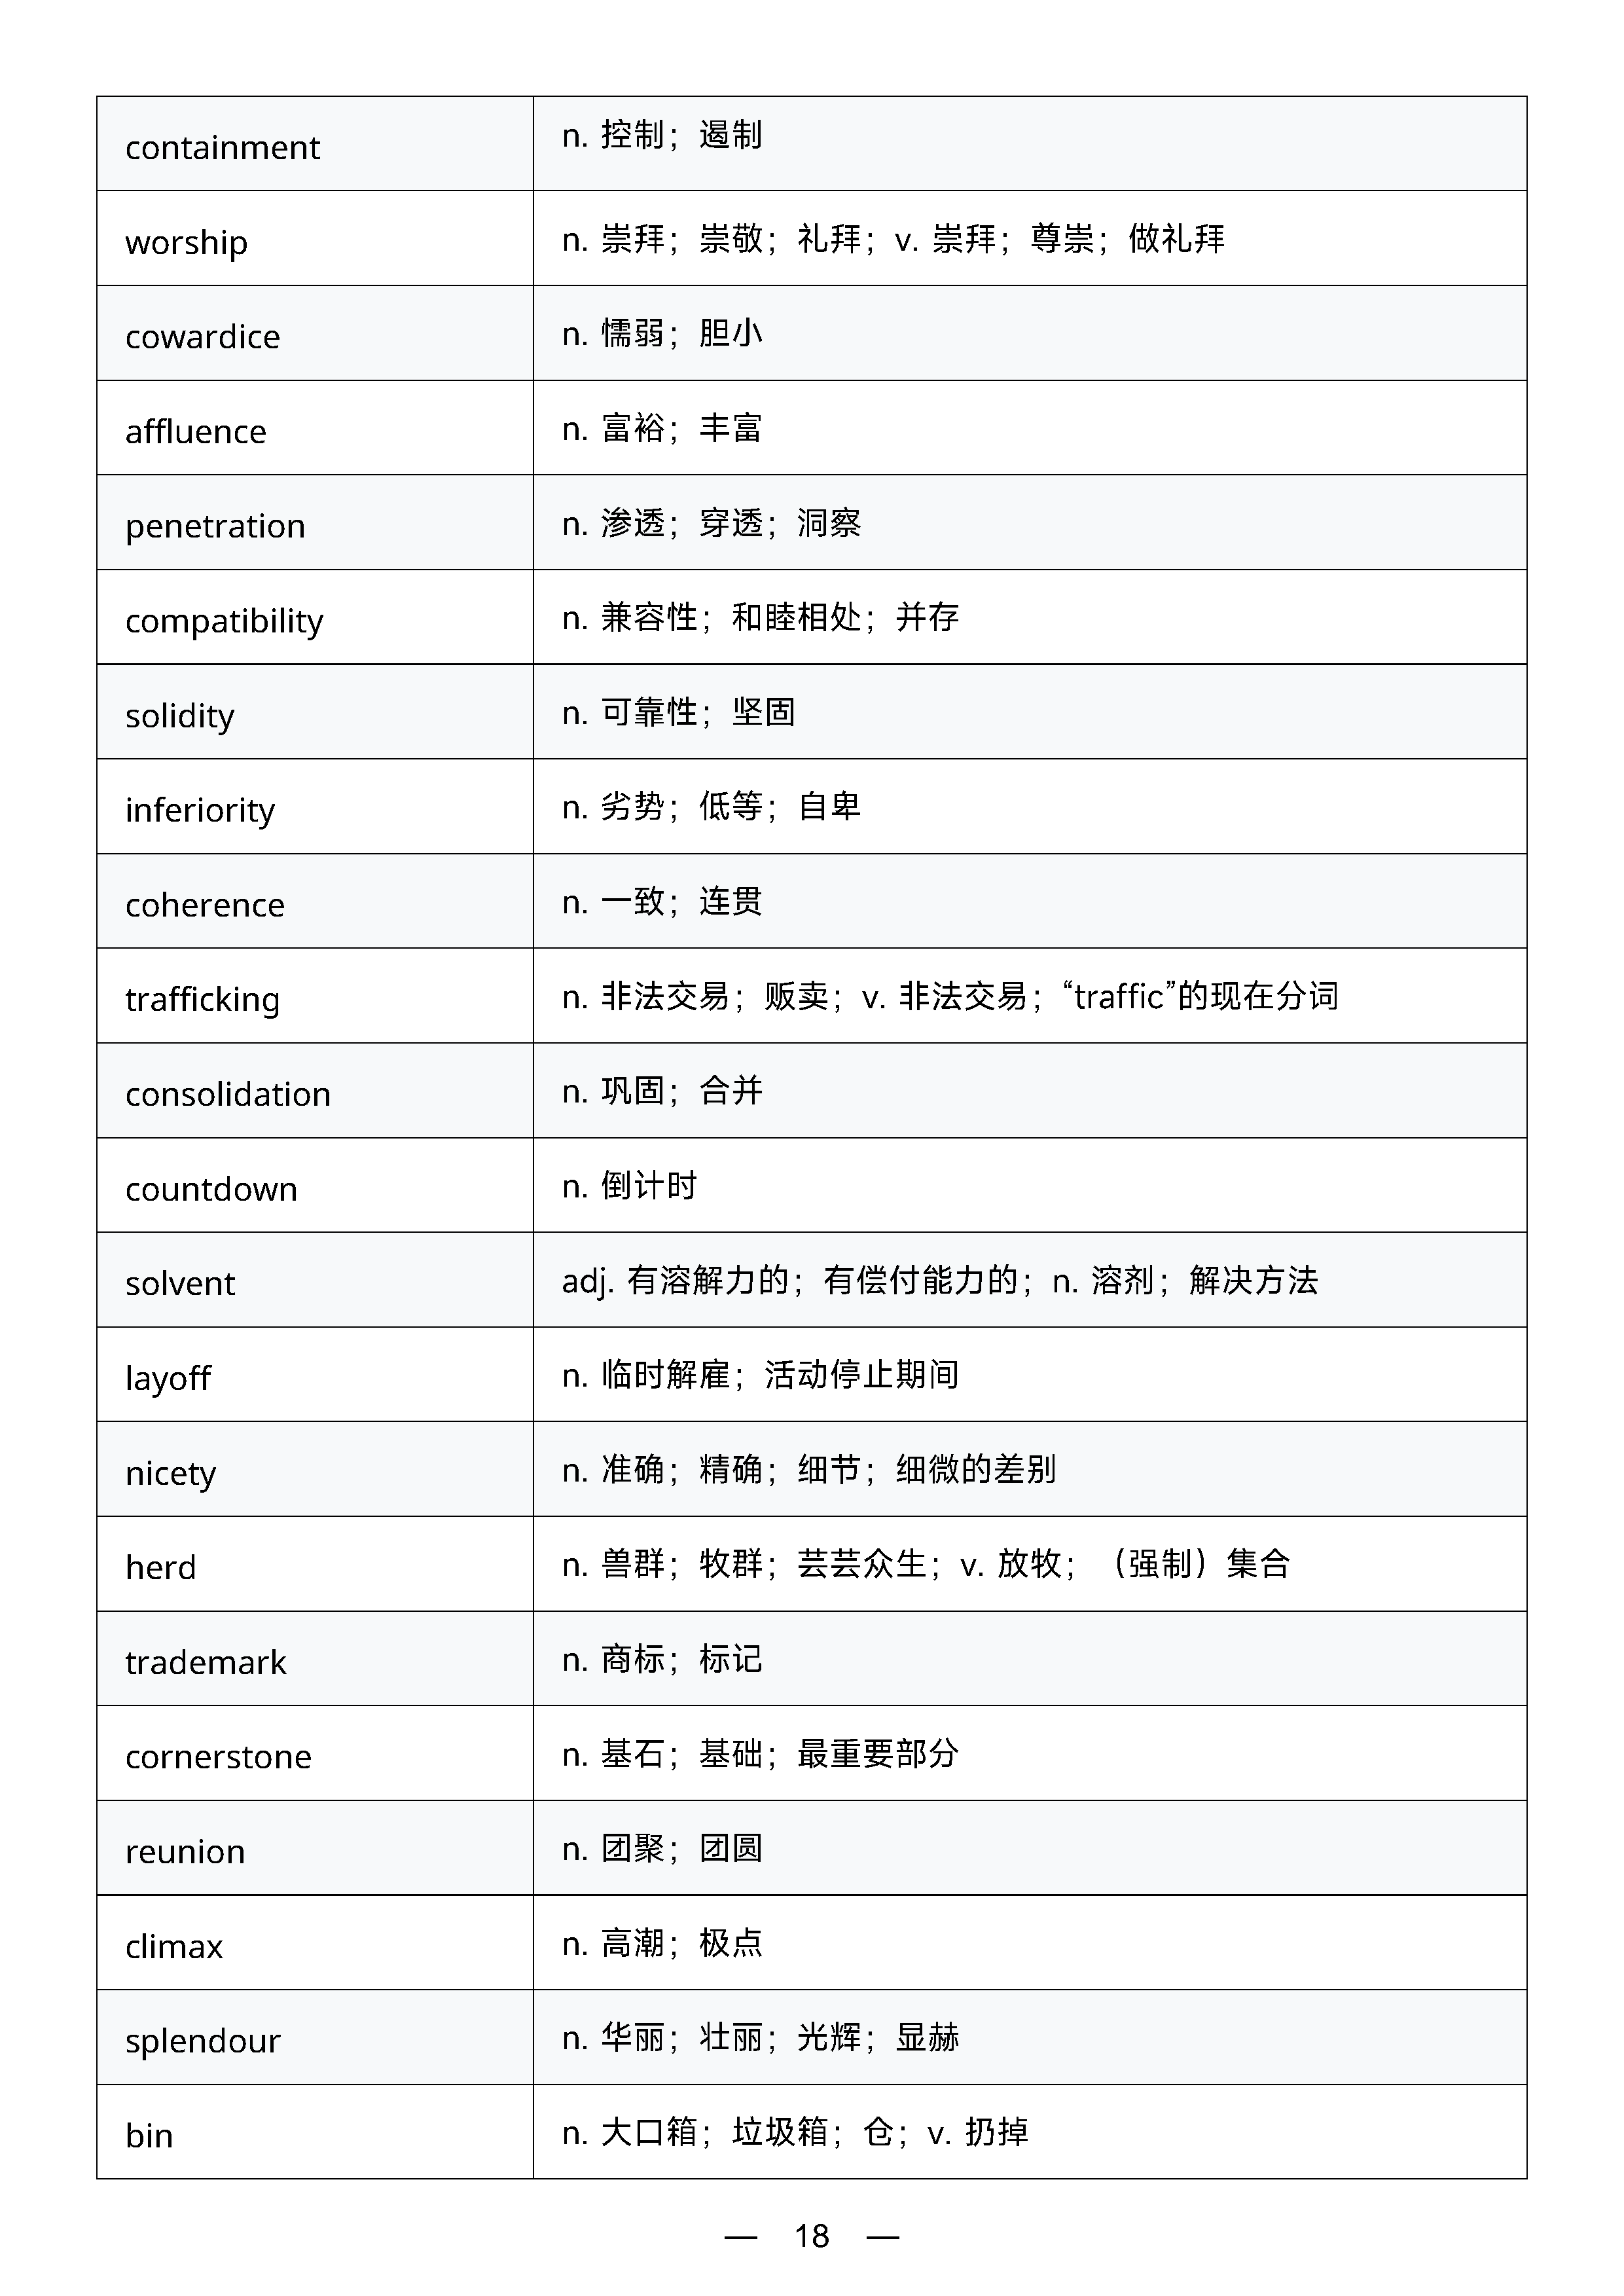 containment n. 控制；遏制
worship n. 崇拜；崇敬；礼拜；v. 崇拜；尊崇；做礼拜
cowardice n. 懦弱；胆小
affluence n. 富裕；丰富
penetration n. 渗透；穿透；洞察
compatibility n. 兼容性；和睦相处；并存
solidity n. 可靠性；坚固
inferiority n. 劣势；低等；自卑
coherence n. 一致；连贯
trafficking n. 非法交易；贩卖；v. 非法交易；“traffic”的现在分词
consolidation n. 巩固；合并
countdown n. 倒计时
solvent adj. 有溶解力的；有偿付能力的；n. 溶剂；解决方法
layoff n. 临时解雇；活动停止期间
nicety n. 准确；精确；细节；细微的差别
herd n. 兽群；牧群；芸芸众生；v. 放牧；（强制）集合
trademark n. 商标；标记
cornerstone n. 基石；基础；最重要部分
reunion n. 团聚；团圆
climax n. 高潮；极点
splendour n. 华丽；壮丽；光辉；显赫
bin n. 大口箱；垃圾箱；仓；v. 扔掉
— 18 —